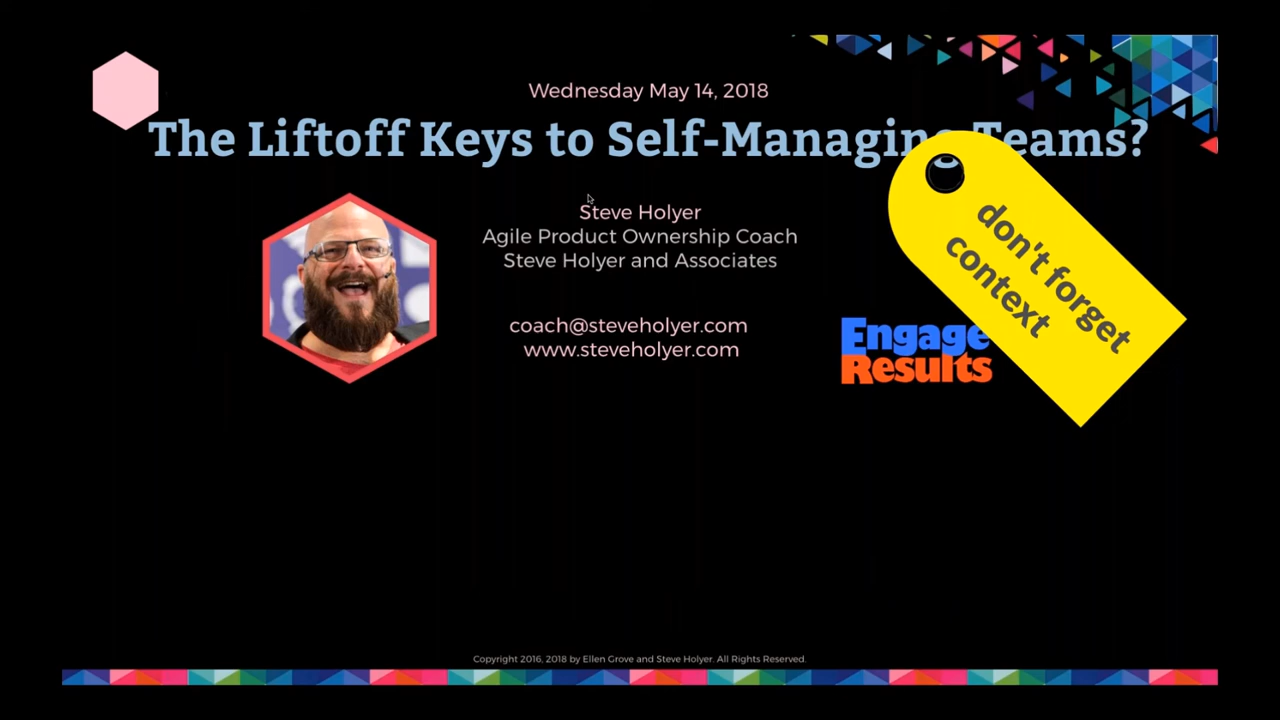 Wednesday May 14, 2018
The Liftoff Keys to Self-Managing Teams?
Steve Holyer
Agile Product Ownership Coach
Steve Holyer and Associates
coach@steveholyer.com
www.steveholyer.com
Engage
Results
don't forget
context
Copyright 2016, 2018 by Ellen Grove and Steve Holyer. All Rights Reserved.